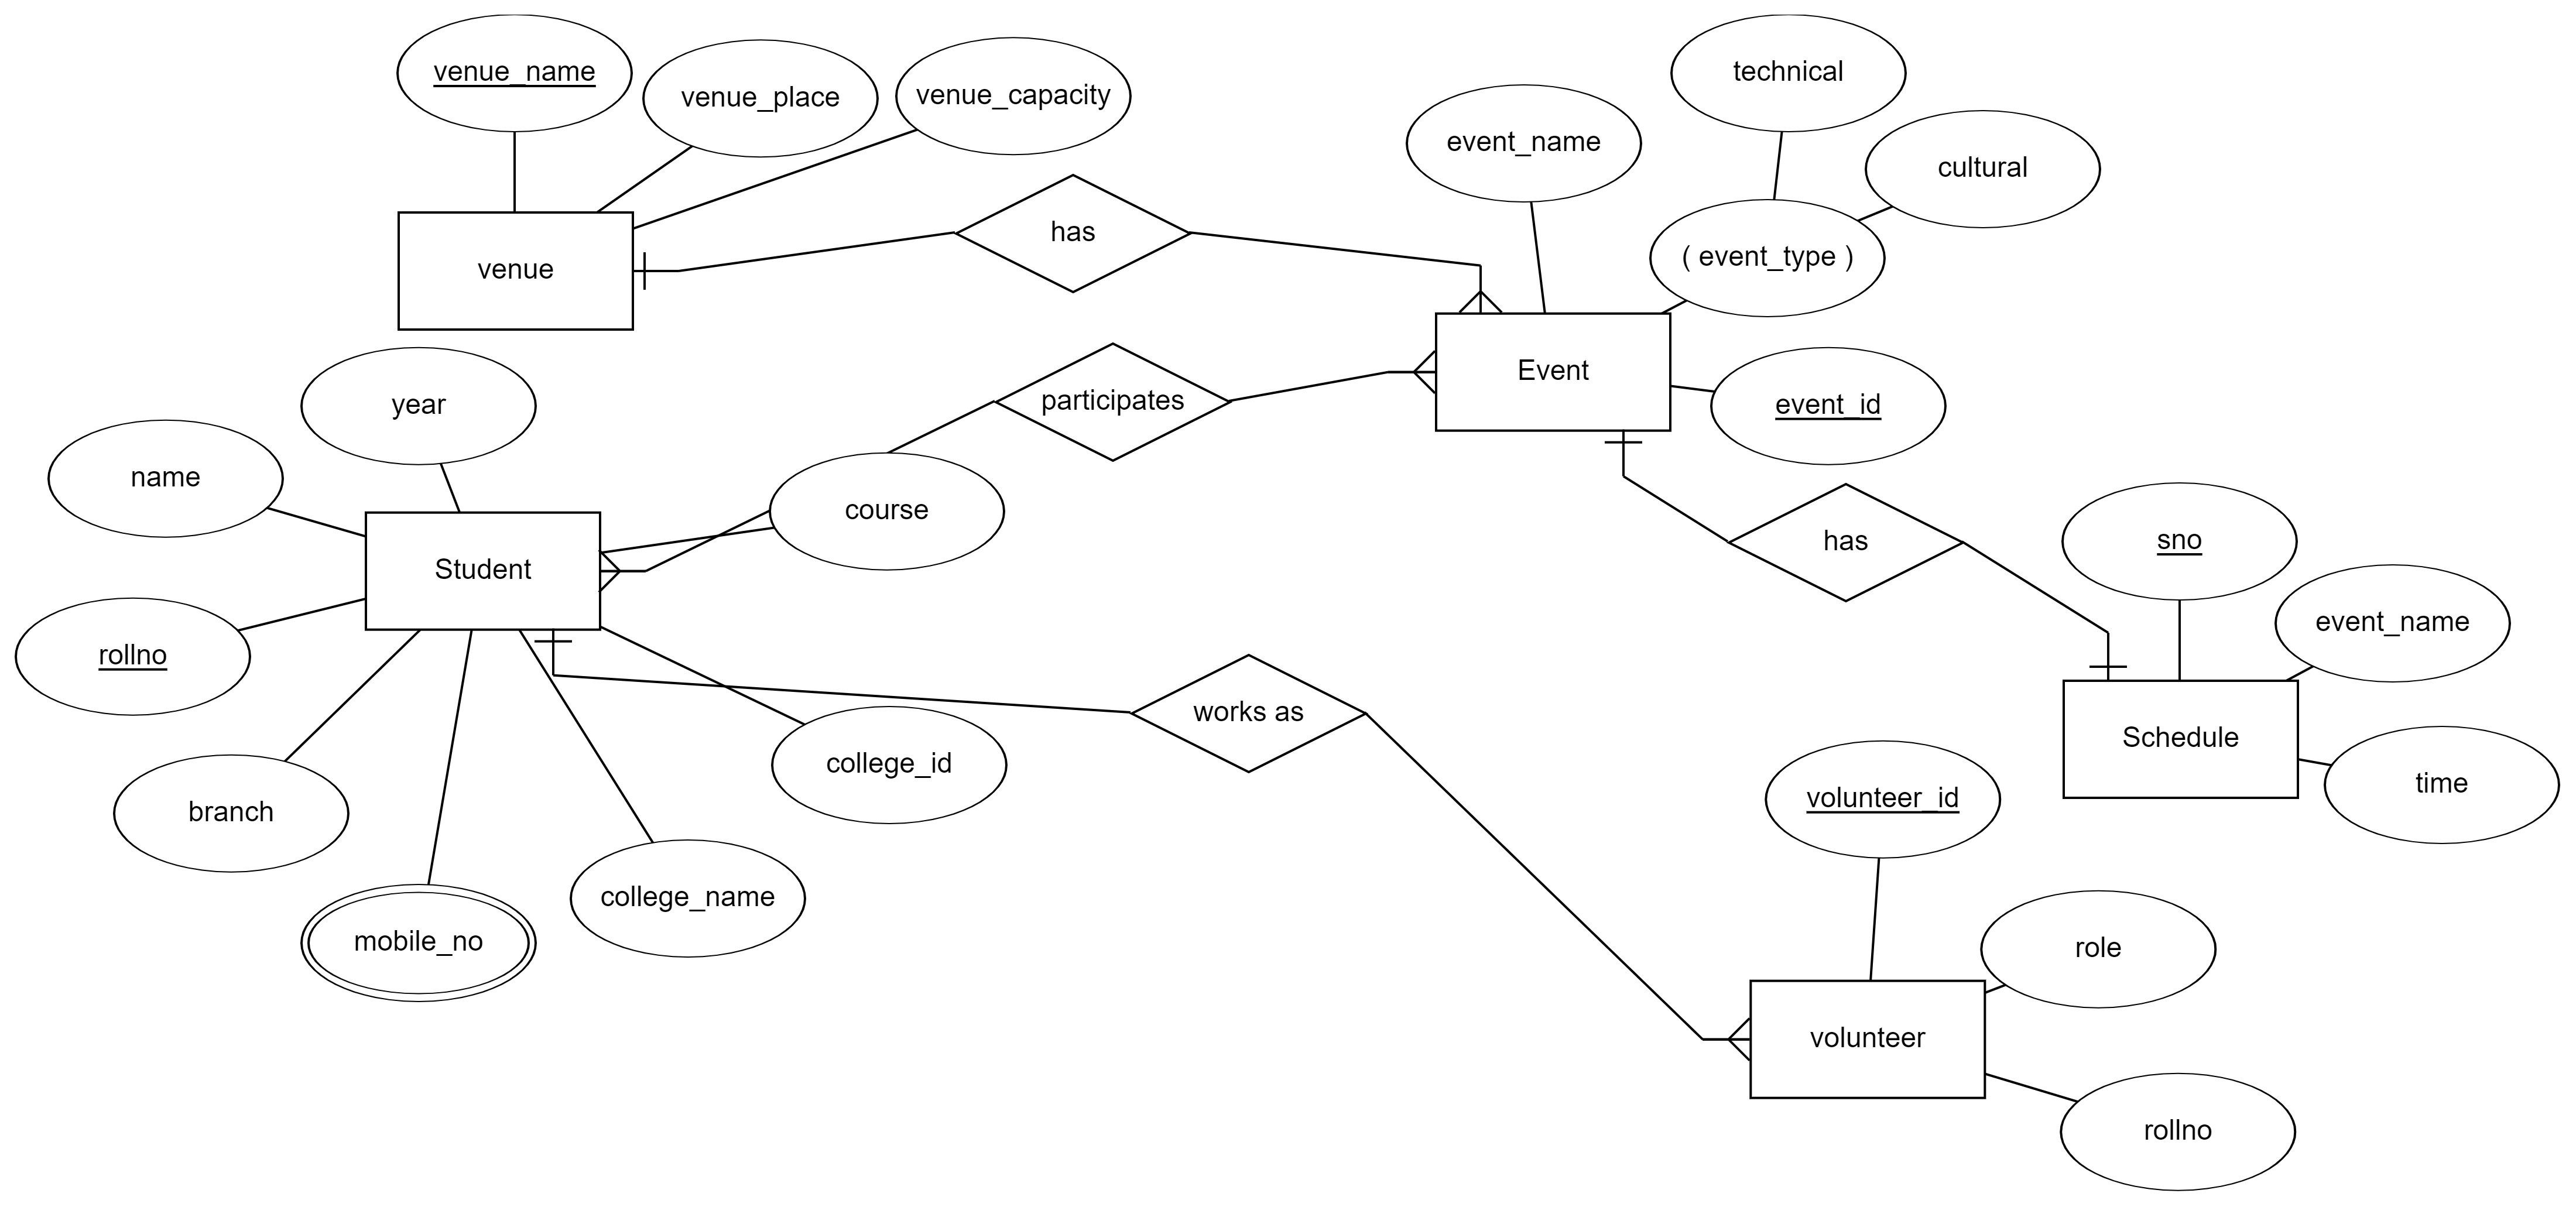 venue_name
venue_place
venue_capacity
technical
event_name
cultural
has
( event_type )
venue
Event
participates
event_id
year
name
course
has
sno
Student
event_name
rollno
works as
Schedule
college_id
time
volunteer_id
branch
college_name
mobile_no
role
volunteer
rollno